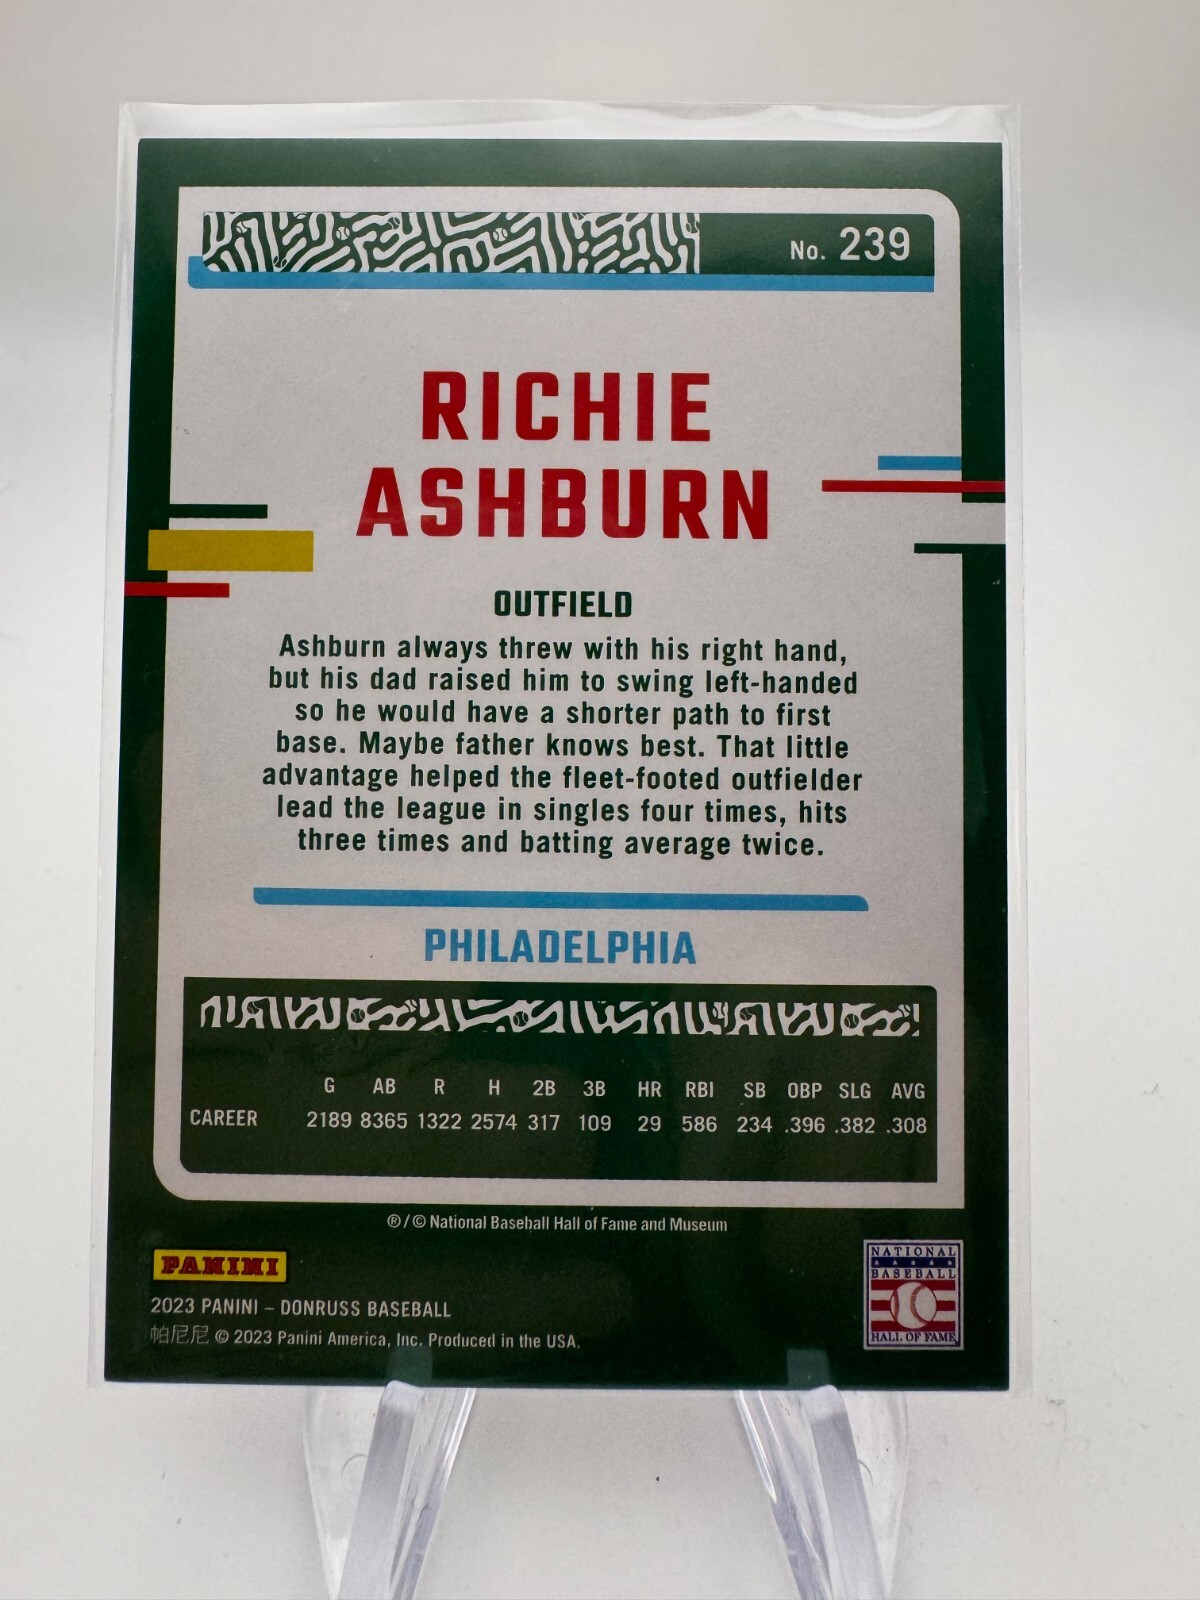 No. 239
RICHIE
ASHBURN
OUTFIELD
Ashburn always threw with his right hand,
but his dad raised him to swing left-handed
so he would have a shorter path to first
base. Maybe father knows best. That little
advantage helped the fleet-footed outfielder
lead the league in singles four times, hits
three times and batting average twice.
PHILADELPHIA
G AB R H 2B 3B HR RBI SB OBP SLG AVG
CAREER 2189 8365 1322 2574 317 109 29 586 234 .396 .382 .308
®/© National Baseball Hall of Fame and Museum
PANINI
2023 PANINI – DONRUSS BASEBALL
帕尼尼 © 2023 Panini America, Inc. Produced in the USA.
NATIONAL
BASEBALL
HALL OF FAME